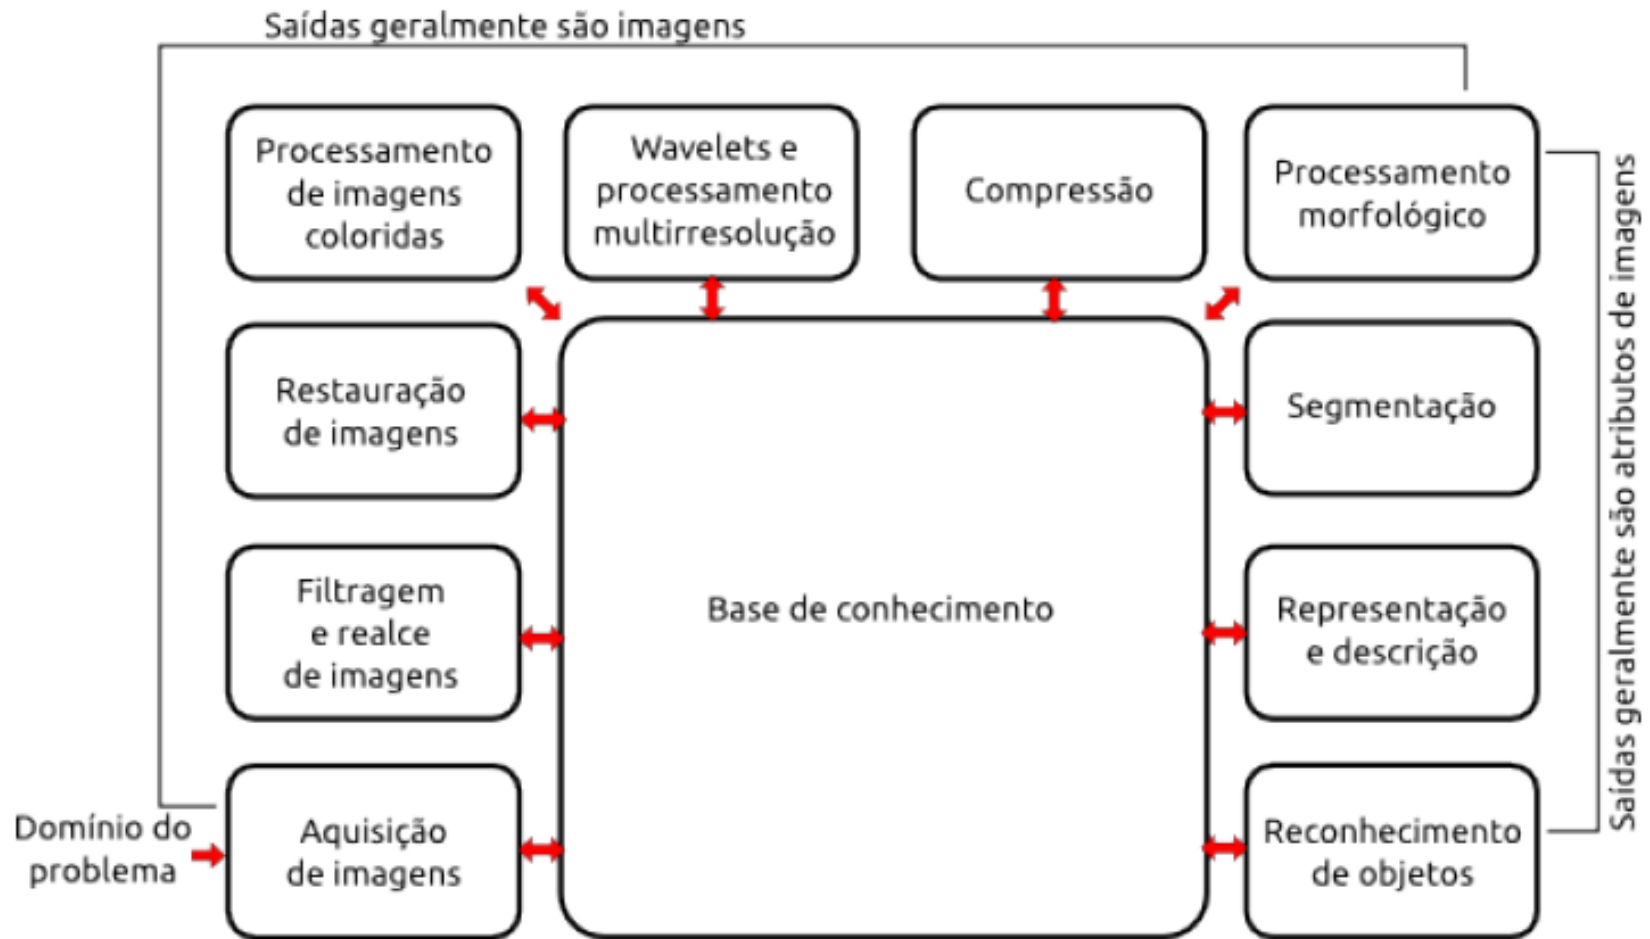 Saídas geralmente são imagens
Processamento
de imagens
coloridas
Wavelets e
processamento
multirresolução
Compressão
Processamento
morfológico
Restauração
de imagens
Segmentação
Filtragem
e realce
de imagens
Base de conhecimento
Representação
e descrição
Domínio do
problema
Aquisição
de imagens
Reconhecimento
de objetos
Saídas geralmente são atributos de imagens